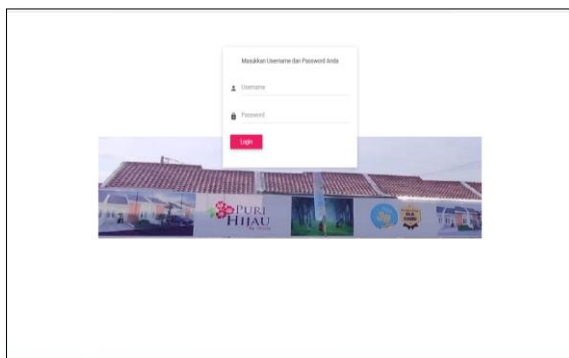 Masukkan Username dan Password Anda
Username
Password
Login
PURI
HIJAU